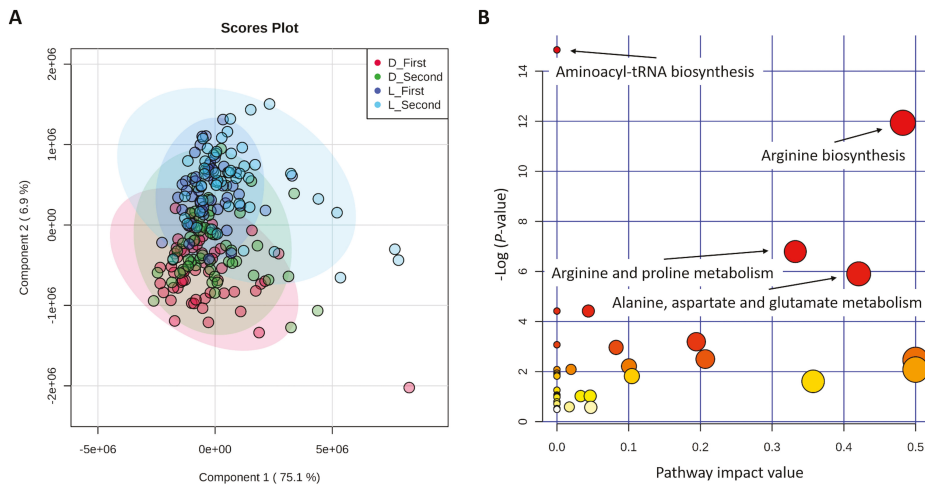 A
Scores Plot
D_First
D_Second
L_First
L_Second
2e+06
1e+06
0e+00
-1e+06
-2e+06
Component 2 ( 6.9 %)
-5e+06 0e+00 5e+06
Component 1 ( 75.1 %)
B
Aminoacyl-tRNA biosynthesis
Arginine biosynthesis
Arginine and proline metabolism
Alanine, aspartate and glutamate metabolism
14
12
10
8
6
4
2
0
-Log (P-value)
0.0 0.1 0.2 0.3 0.4 0.5
Pathway impact value